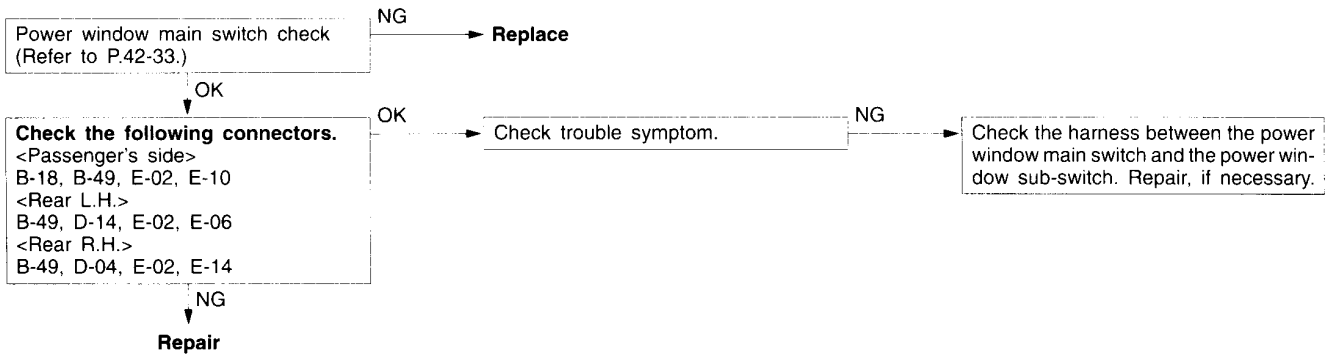 Power window main switch check
(Refer to P.42-33.)
NG
Replace
OK
Check the following connectors.
<Passenger's side>
B-18, B-49, E-02, E-10
<Rear L.H.>
B-49, D-14, E-02, E-06
<Rear R.H.>
B-49, D-04, E-02, E-14
OK
Check trouble symptom.
NG
Check the harness between the power
window main switch and the power win-
dow sub-switch. Repair, if necessary.
NG
Repair